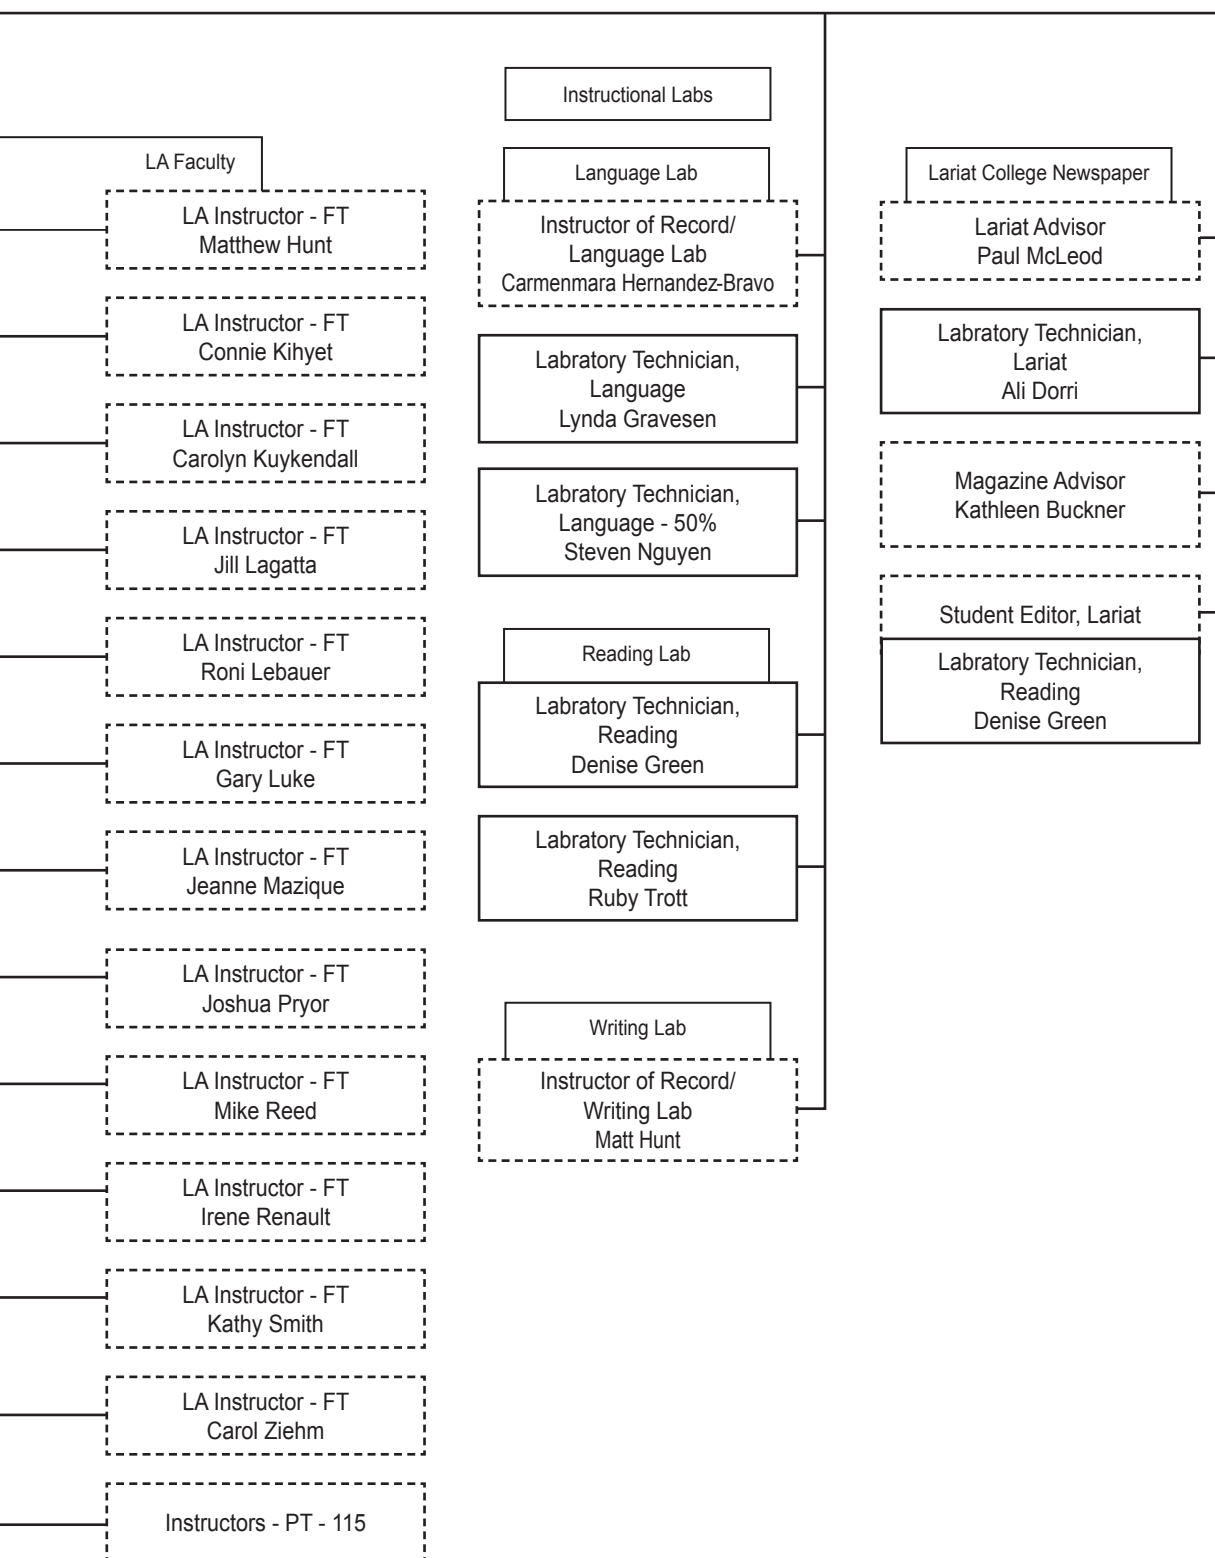 LA Faculty
LA Instructor - FT
Matthew Hunt
LA Instructor - FT
Connie Kihyet
LA Instructor - FT
Carolyn Kuykendall
LA Instructor - FT
Jill Lagatta
LA Instructor - FT
Roni Lebauer
LA Instructor - FT
Gary Luke
LA Instructor - FT
Jeanne Mazique
LA Instructor - FT
Joshua Pryor
LA Instructor - FT
Mike Reed
LA Instructor - FT
Irene Renault
LA Instructor - FT
Kathy Smith
LA Instructor - FT
Carol Ziehm
Instructors - PT - 115
Instructional Labs
Language Lab
Instructor of Record/
Language Lab
Carmenmara Hernandez-Bravo
Labratory Technician,
Language
Lynda Gravesen
Labratory Technician,
Language - 50%
Steven Nguyen
Reading Lab
Labratory Technician,
Reading
Denise Green
Labratory Technician,
Reading
Ruby Trott
Writing Lab
Instructor of Record/
Writing Lab
Matt Hunt
Lariat College Newspaper
Lariat Advisor
Paul McLeod
Labratory Technician,
Lariat
Ali Dorri
Magazine Advisor
Kathleen Buckner
Student Editor, Lariat
Labratory Technician,
Reading
Denise Green